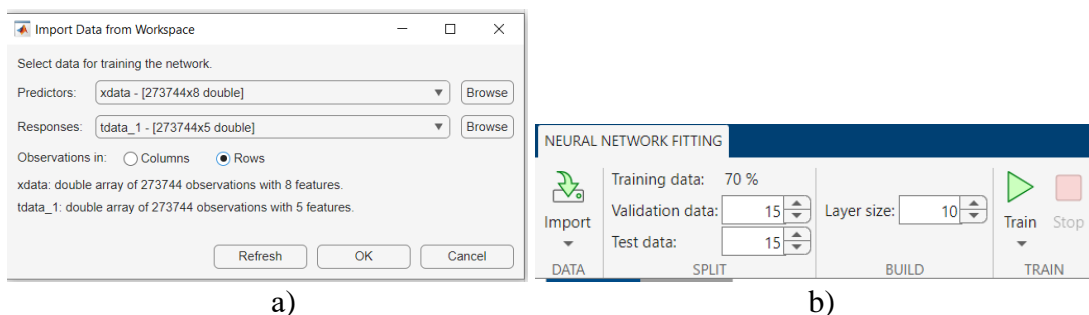 Import Data from Workspace
Select data for training the network.
Predictors: xdata - [273744x8 double] Browse
Responses: tdata_1 - [273744x5 double] Browse
Observations in: Columns Rows
xdata: double array of 273744 observations with 8 features.
tdata_1: double array of 273744 observations with 5 features.
Refresh OK Cancel
a)
NEURAL NETWORK FITTING
Training data: 70 %
Validation data: 15
Test data: 15
Import
Layer size: 10
Train Stop
DATA SPLIT BUILD TRAIN
b)